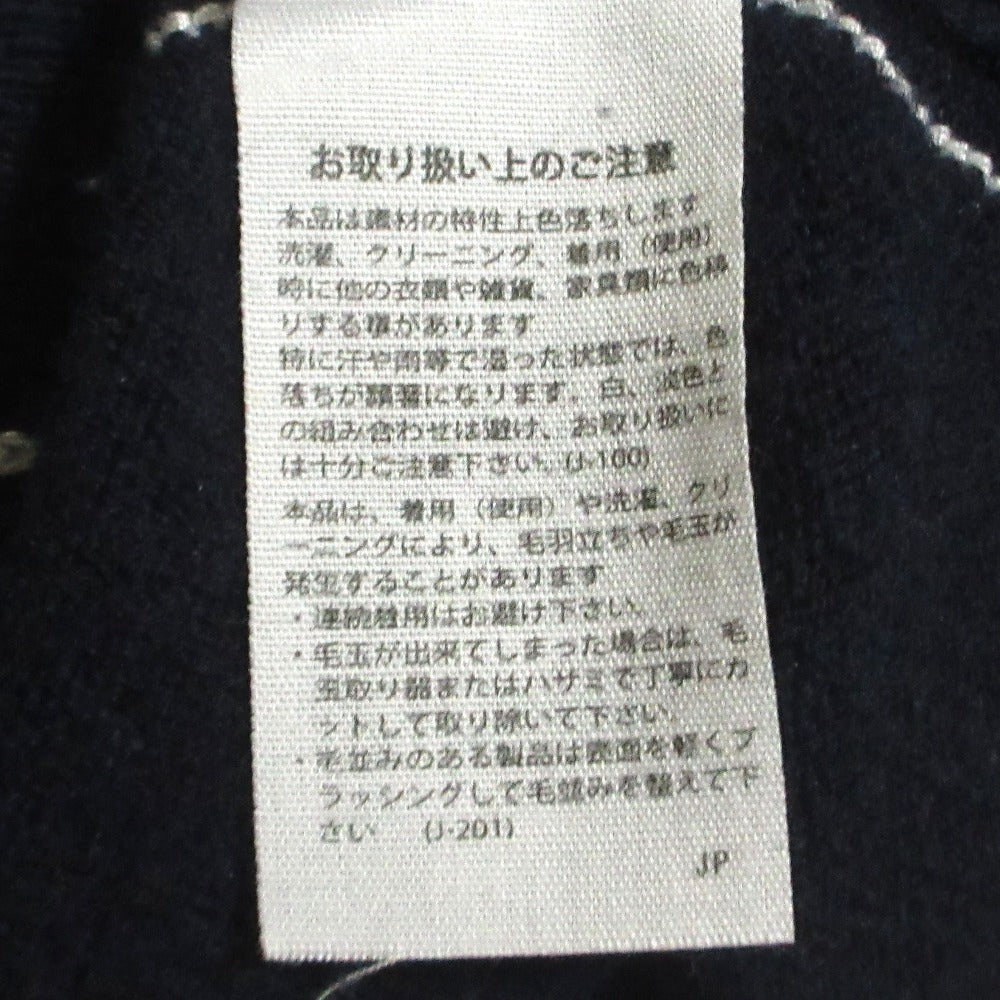 お取り扱い上のご注意
本品は素材の特性上色落ちします
洗濯、クリーニング、着用（使用）
時に他の衣類や雑貨、家具類に色移
りする事があります
特に汗や雨等で湿った状態では、色
落ちが顕著になります。白、淡色と
の組み合わせは避け、お取り扱いに
は十分ご注意下さい。(J-100)
本品は、着用（使用）や洗濯、クリ
ーニングにより、毛羽立ちや毛玉が
発生することがあります
・連続着用はお避け下さい。
・毛玉が出来てしまった場合は、毛
玉取り器またはハサミで丁寧にカ
ットして取り除いて下さい。
・毛並みのある製品は表面を軽くブ
ラッシングして毛並みを整えて下
さい (J-201)
JP